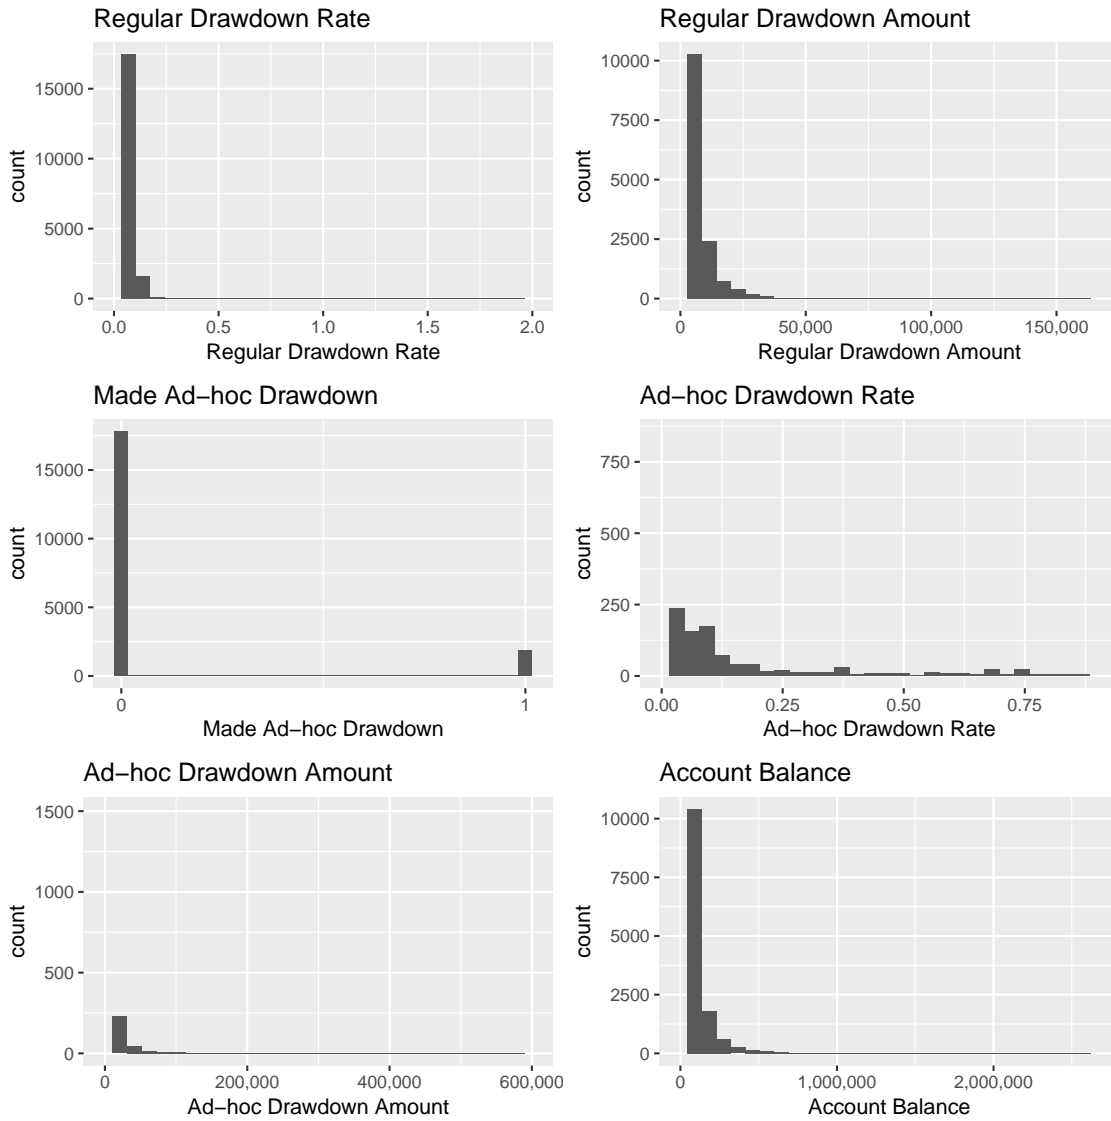 Regular Drawdown Rate
count
15000
10000
5000
0
0.0 0.5 1.0 1.5 2.0
Regular Drawdown Rate
Regular Drawdown Amount
count
10000
7500
5000
2500
0
0 50,000 100,000 150,000
Regular Drawdown Amount
Made Ad−hoc Drawdown
count
15000
10000
5000
0
0 1
Made Ad−hoc Drawdown
Ad−hoc Drawdown Rate
count
750
500
250
0
0.00 0.25 0.50 0.75
Ad−hoc Drawdown Rate
Ad−hoc Drawdown Amount
count
1500
1000
500
0
0 200,000 400,000 600,000
Ad−hoc Drawdown Amount
Account Balance
count
10000
7500
5000
2500
0
0 1,000,000 2,000,000
Account Balance